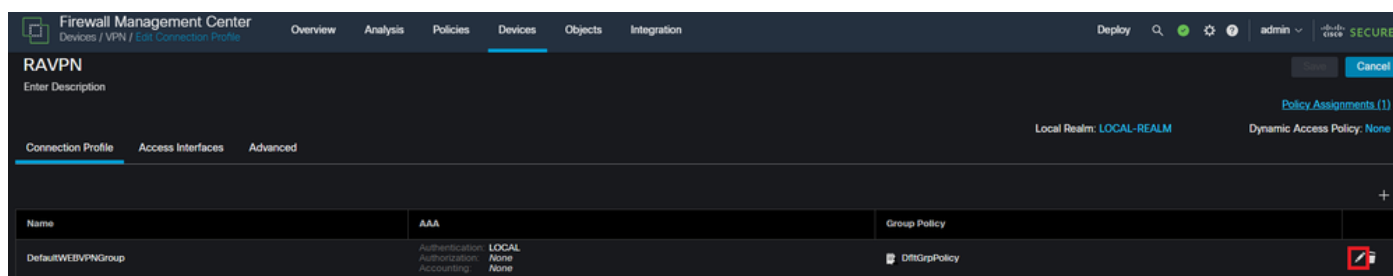 Firewall Management Center
Devices / VPN / Edit Connection Profile
Overview Analysis Policies Devices Objects Integration Deploy admin cisco SECURE
RAVPN Save Cancel
Enter Description
Policy Assignments (1)
Local Realm: LOCAL-REALM Dynamic Access Policy: None
Connection Profile Access Interfaces Advanced
Name AAA Group Policy
Authentication: LOCAL
DefaultWEBVPNGroup Authorization: None DfltGrpPolicy
Accounting: None